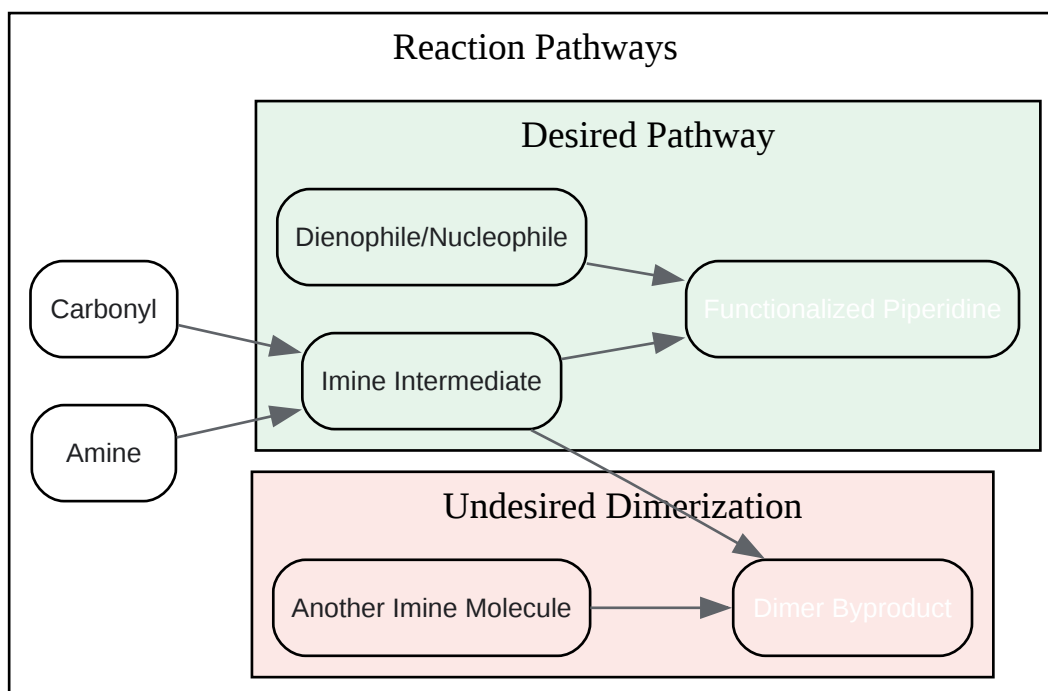 Reaction Pathways
Desired Pathway
Dienophile/Nucleophile
Functionalized Piperidine
Carbonyl
Imine Intermediate
Amine
Undesired Dimerization
Another Imine Molecule
Dimer Byproduct